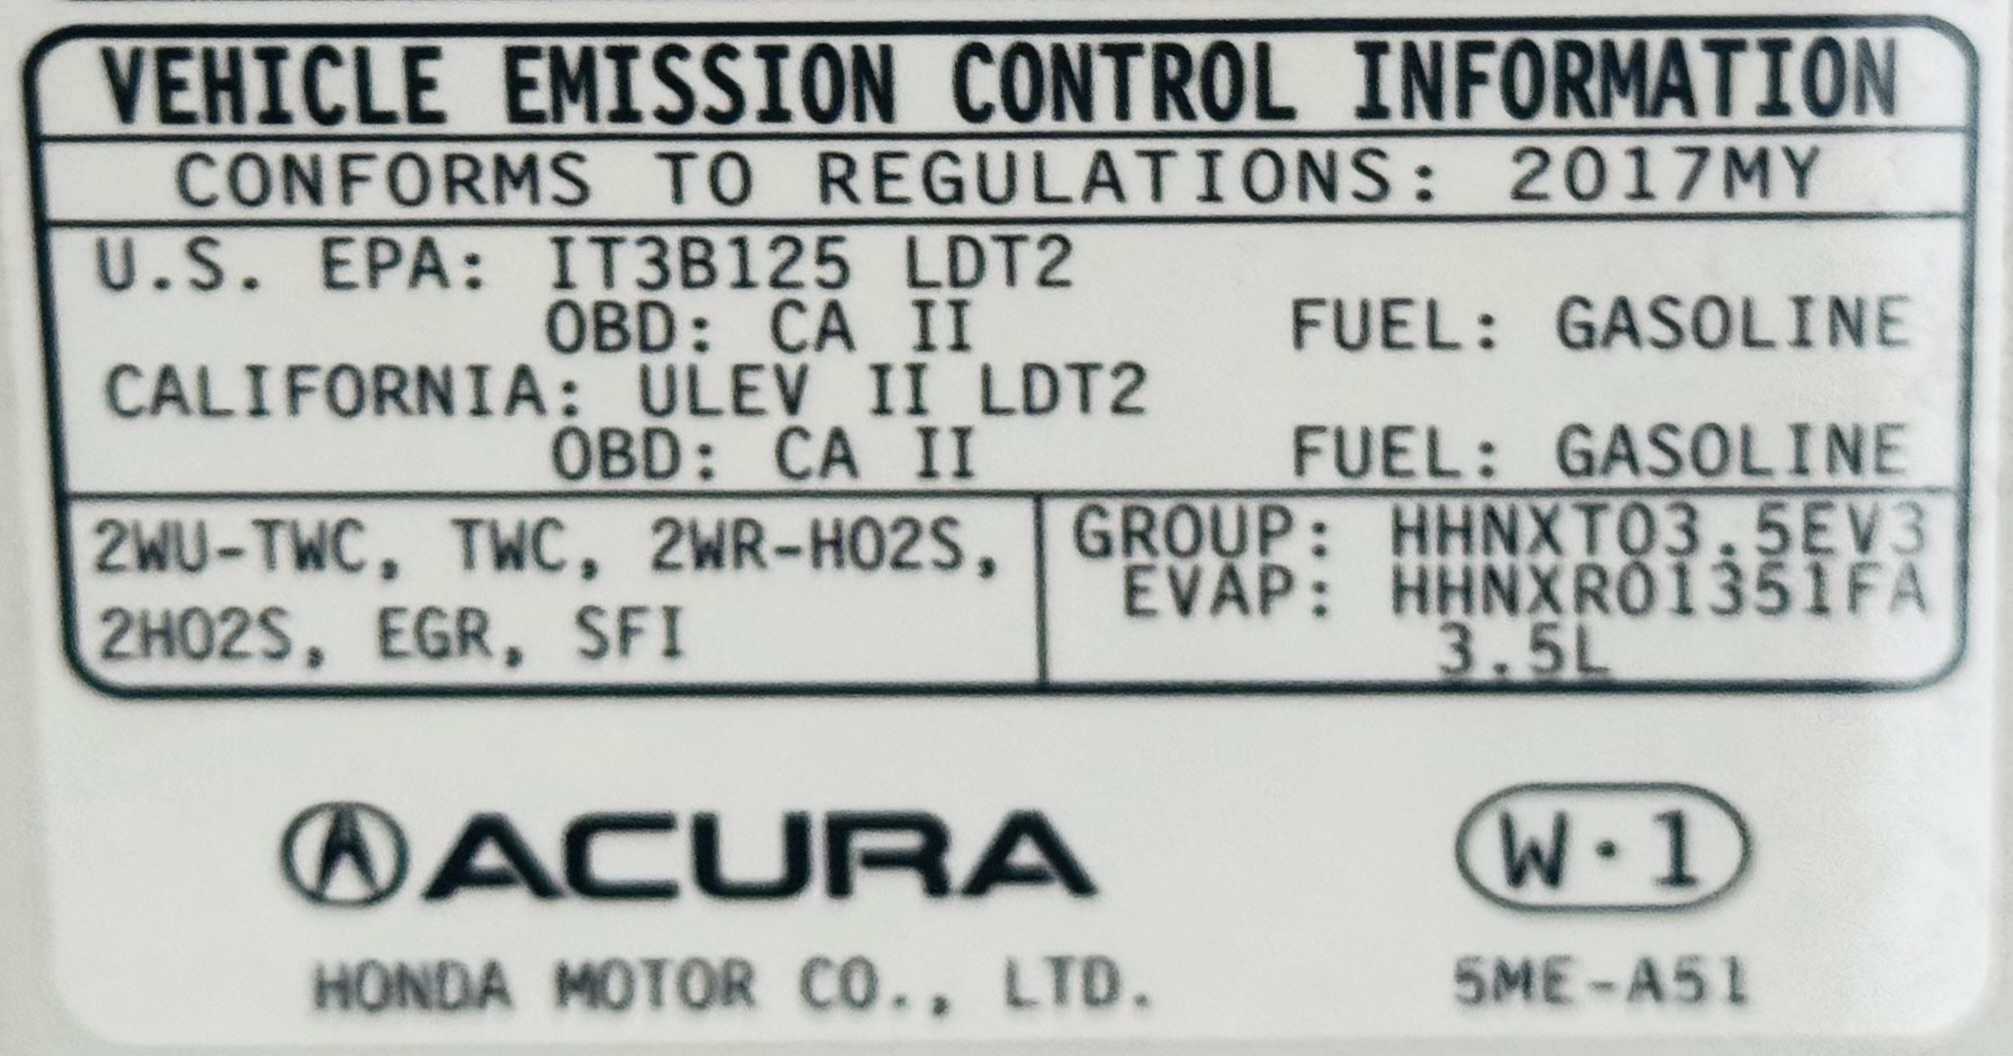 VEHICLE EMISSION CONTROL INFORMATION
CONFORMS TO REGULATIONS: 2017MY
U.S. EPA: IT3B125 LDT2
OBD: CA II FUEL: GASOLINE
CALIFORNIA: ULEV II LDT2
OBD: CA II FUEL: GASOLINE
2WU-TWC, TWC, 2WR-HO2S,
2HO2S, EGR, SFI
GROUP: HHNXT03.5EV3
EVAP: HHNXR01351FA
3.5L
ACURA
W·1
HONDA MOTOR CO., LTD.
5ME-A51